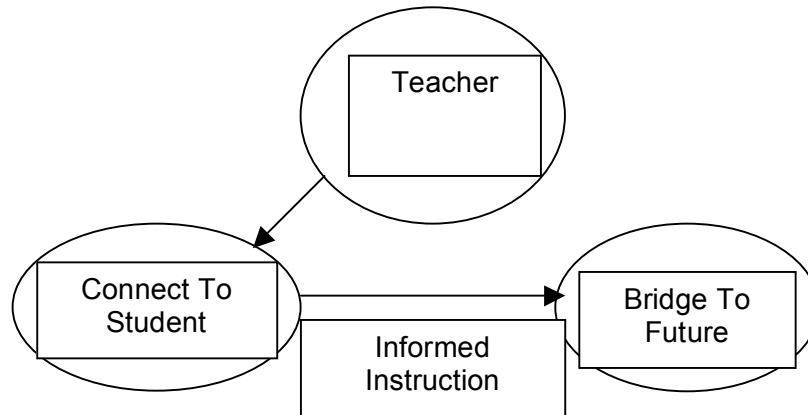 Teacher
Connect To
Student
Bridge To
Future
Informed
Instruction